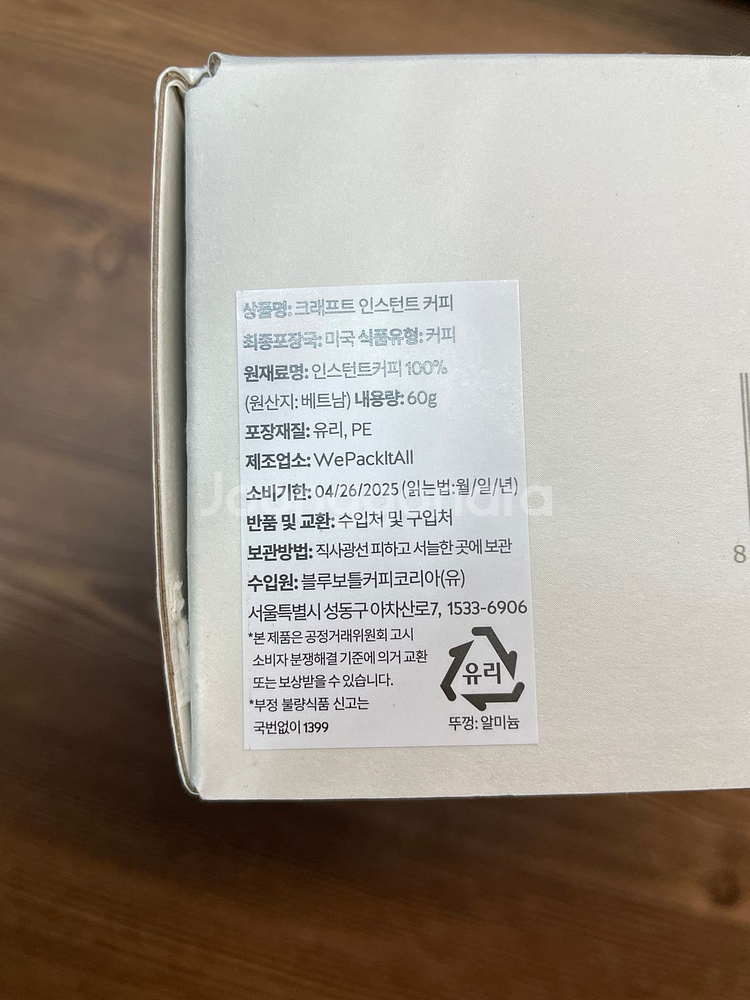 상품명: 크래프트 인스턴트 커피
최종포장국: 미국 식품유형: 커피
원재료명: 인스턴트커피 100%
(원산지: 베트남) 내용량: 60g
포장재질: 유리, PE
제조업소: WePackItAll
소비기한: 04/26/2025 (읽는법:월/일/년)
반품 및 교환: 수입처 및 구입처
보관방법: 직사광선 피하고 서늘한 곳에 보관
수입원: 블루보틀커피코리아(유)
서울특별시 성동구 아차산로7, 1533-6906
*본 제품은 공정거래위원회 고시
소비자 분쟁해결 기준에 의거 교환
또는 보상받을 수 있습니다.
*부정 불량식품 신고는
국번없이 1399
유리
뚜껑: 알미늄
8